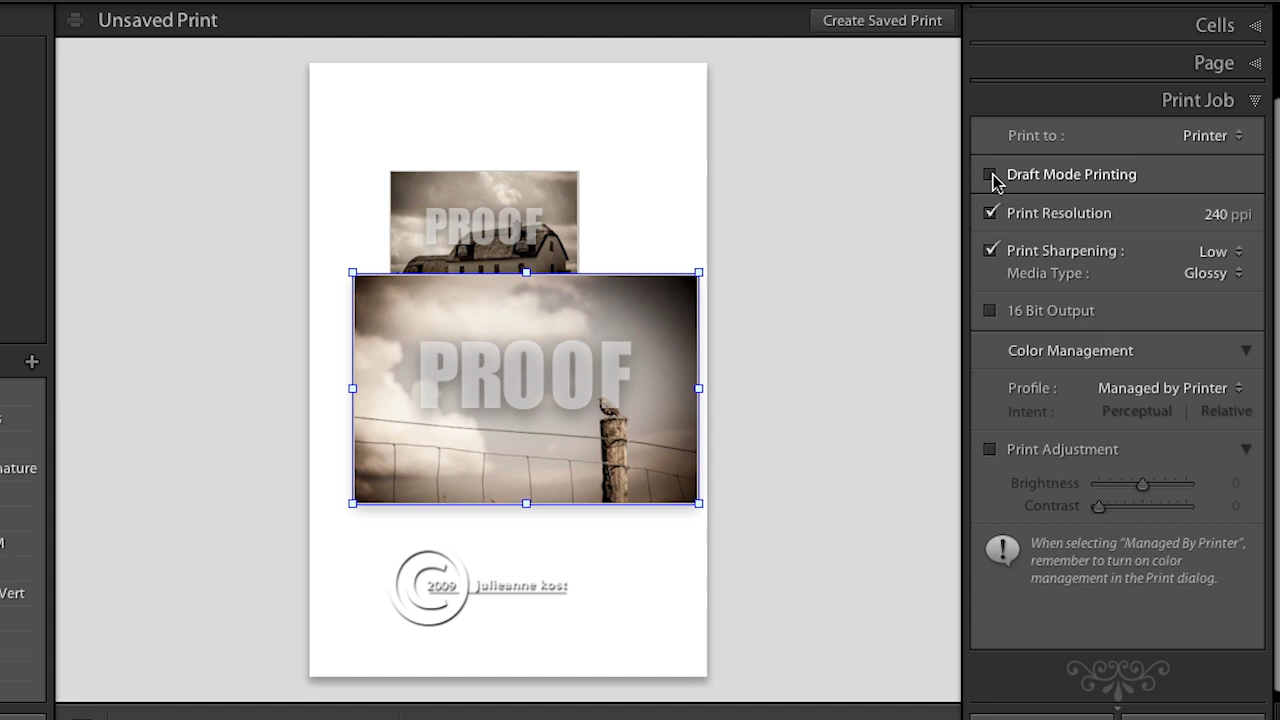 Unsaved Print
Create Saved Print
PROOF
PROOF
2009 julieanne kost
+
ature
Vert
Cells
Page
Print Job
Print to : Printer
Draft Mode Printing
Print Resolution 240 ppi
Print Sharpening : Low
Media Type : Glossy
16 Bit Output
Color Management
Profile : Managed by Printer
Intent : Perceptual | Relative
Print Adjustment
Brightness 0
Contrast 0
When selecting “Managed By Printer”,
remember to turn on color
management in the Print dialog.